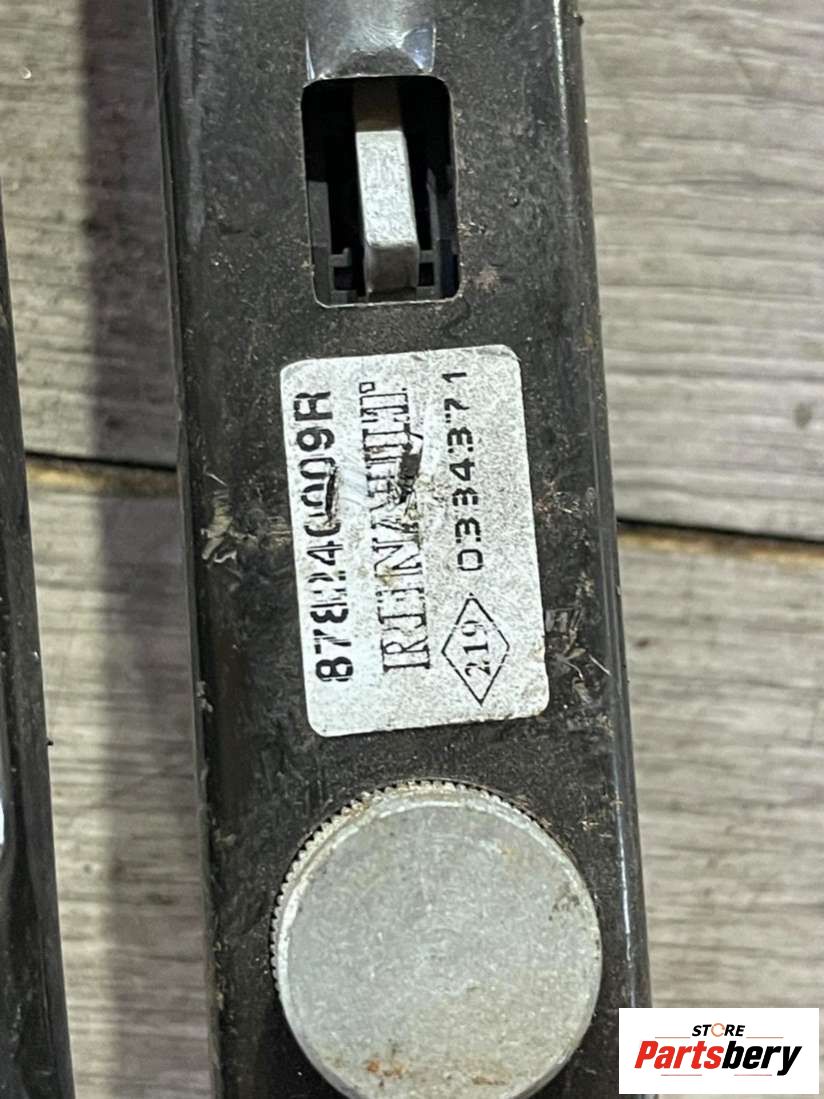 878240009R
RENAULT
219 0334371
STORE
Partsbery